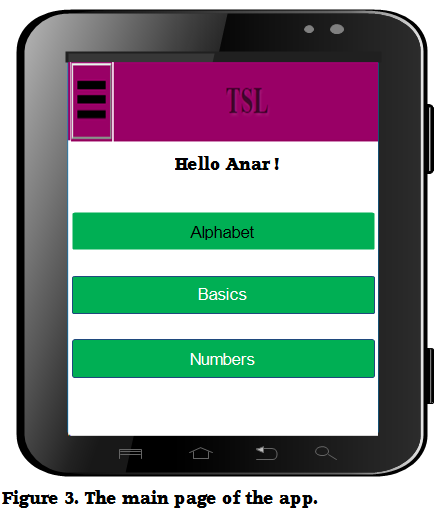 TSL
Hello Anar !
Alphabet
Basics
Numbers
Figure 3. The main page of the app.